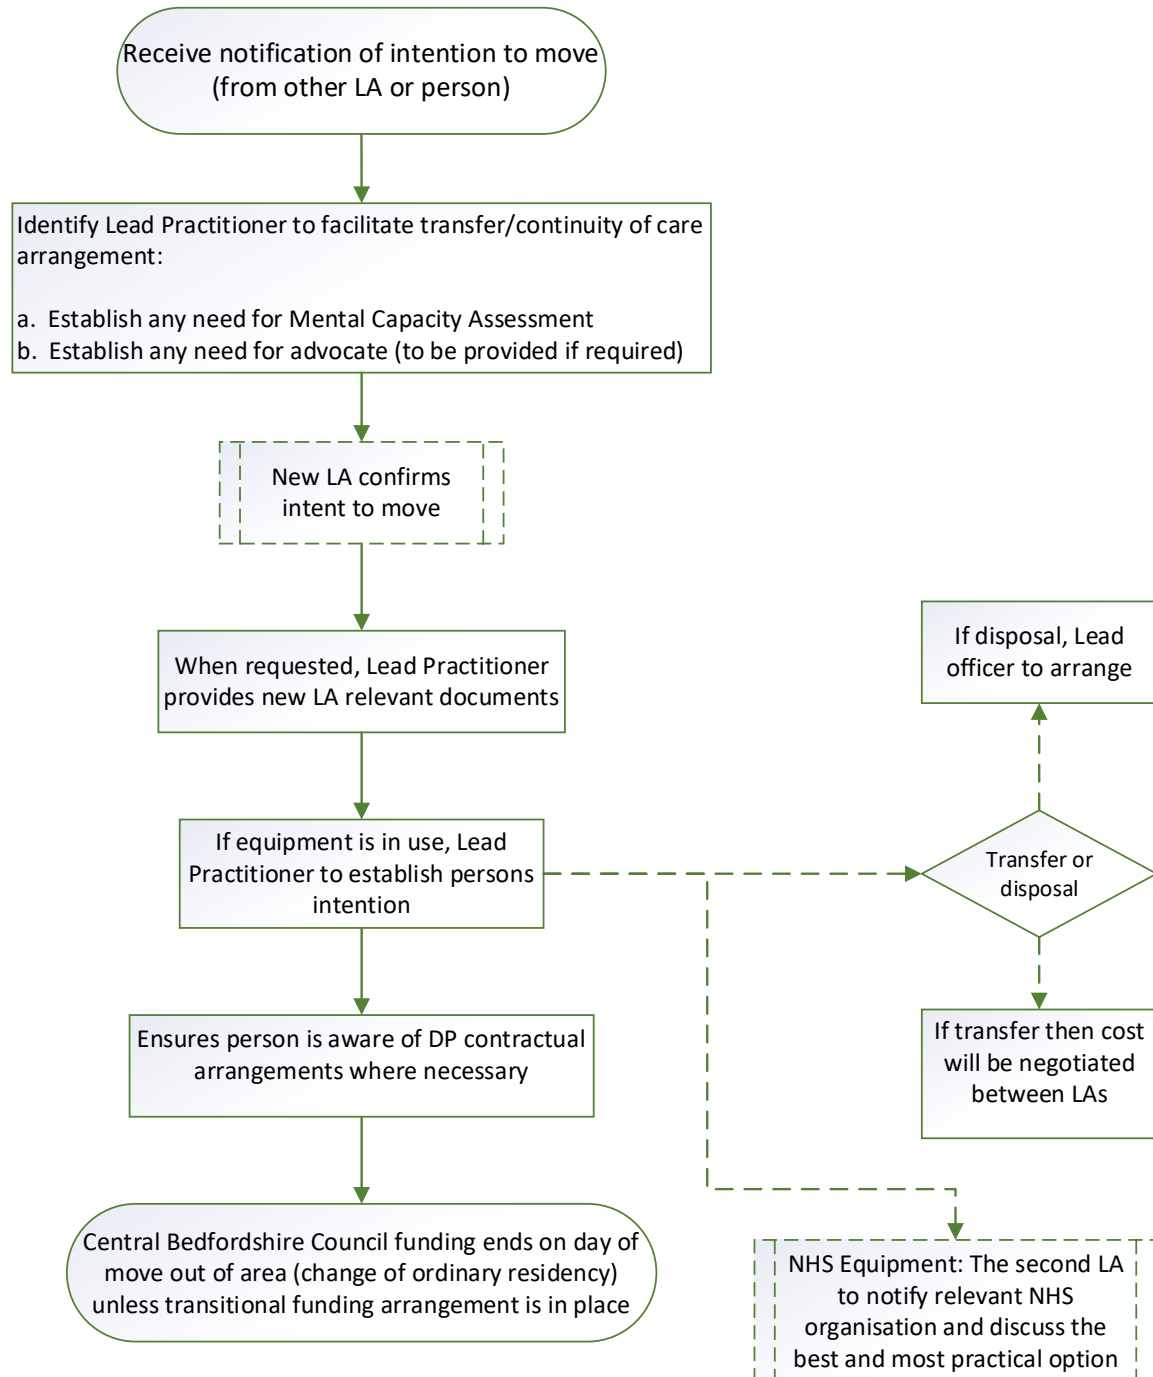 Receive notification of intention to move
(from other LA or person)
Identify Lead Practitioner to facilitate transfer/continuity of care
arrangement:
a. Establish any need for Mental Capacity Assessment
b. Establish any need for advocate (to be provided if required)
New LA confirms
intent to move
When requested, Lead Practitioner
provides new LA relevant documents
If equipment is in use, Lead
Practitioner to establish persons
intention
Ensures person is aware of DP contractual
arrangements where necessary
Central Bedfordshire Council funding ends on day of
move out of area (change of ordinary residency)
unless transitional funding arrangement is in place
If disposal, Lead
officer to arrange
Transfer or
disposal
If transfer then cost
will be negotiated
between LAs
NHS Equipment: The second LA
to notify relevant NHS
organisation and discuss the
best and most practical option